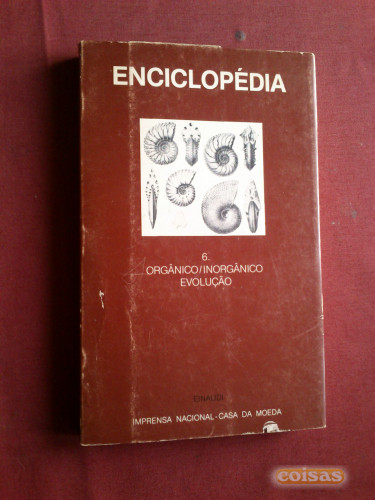 ENCICLOPÉDIA
6.
ORGÂNICO/INORGÂNICO
EVOLUÇÃO
EINAUDI
IMPRENSA NACIONAL-CASA DA MOEDA
coisas